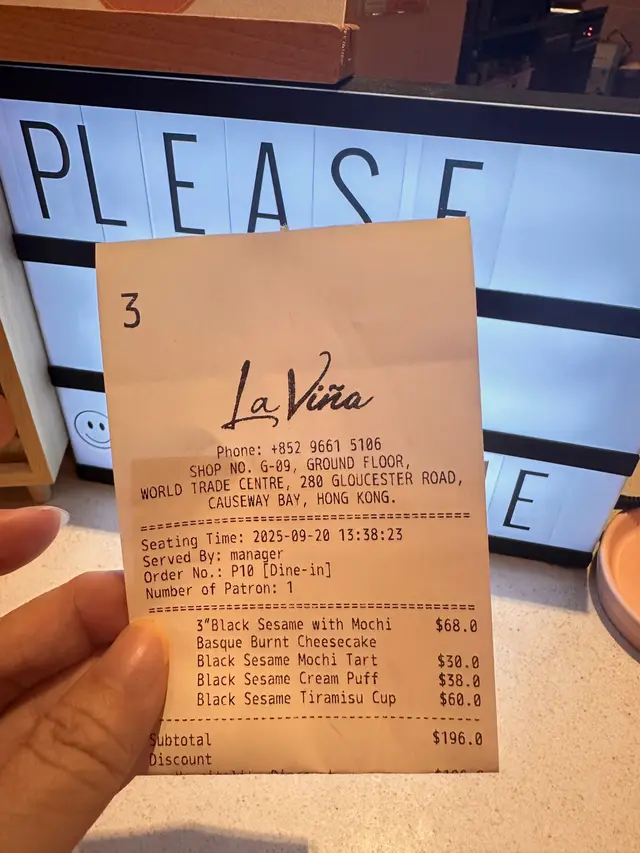 PLEASE
3
La Viña
Phone: +852 9661 5106
SHOP NO. G-09, GROUND FLOOR,
WORLD TRADE CENTRE, 280 GLOUCESTER ROAD,
CAUSEWAY BAY, HONG KONG.
Seating Time: 2025-09-20 13:38:23
Served By: manager
Order No.: P10 [Dine-in]
Number of Patron: 1
3"Black Sesame with Mochi $68.0
Basque Burnt Cheesecake
Black Sesame Mochi Tart $30.0
Black Sesame Cream Puff $38.0
Black Sesame Tiramisu Cup $60.0
Subtotal $196.0
Discount
E